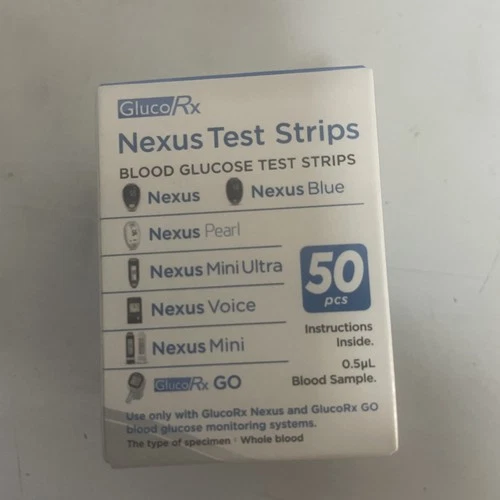 GlucoRx
Nexus Test Strips
BLOOD GLUCOSE TEST STRIPS
Nexus Nexus Blue
Nexus Pearl
Nexus Mini Ultra
Nexus Voice
Nexus Mini
GlucoRx GO
50
pcs
Instructions
Inside.
0.5µL
Blood Sample.
Use only with GlucoRx Nexus and GlucoRx GO
blood glucose monitoring systems.
The type of specimen : Whole blood